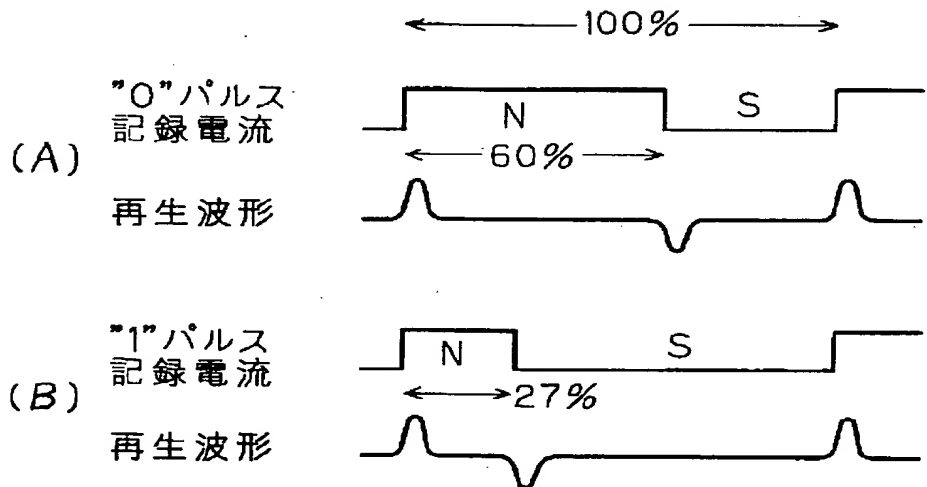 100%
"0"パルス
記録電流
N
S
60%
(A)
再生波形
"1"パルス
記録電流
N
S
27%
(B)
再生波形